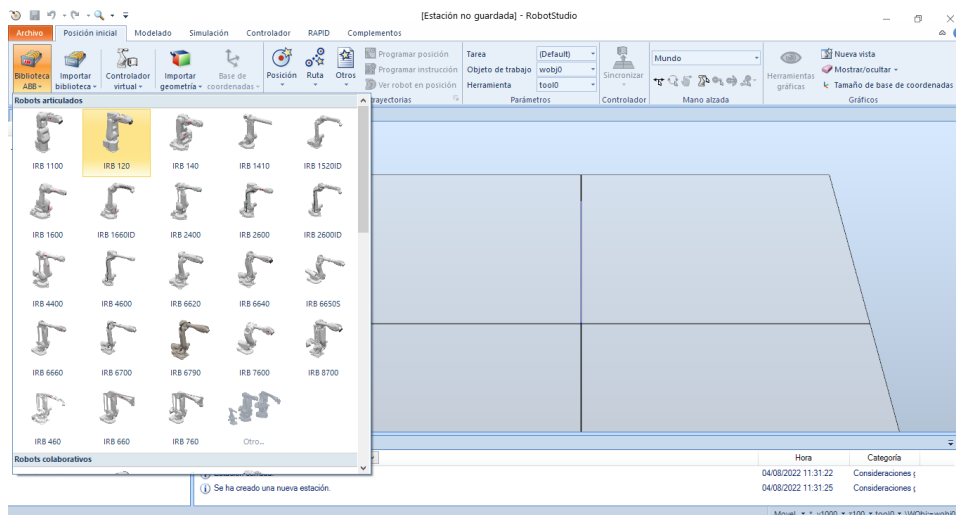 [Estación no guardada] - RobotStudio
Archivo Posición inicial Modelado Simulación Controlador RAPID Complementos
Biblioteca ABB
Importar biblioteca
Controlador virtual
Importar geometría
Base de coordenadas
Posición
Ruta
Otros
Programar posición
Programar instrucción
Ver robot en posición
trayectorias
Tarea (Default)
Objeto de trabajo wobj0
Herramienta tool0
Parámetros
Sincronizar
Controlador
Mundo
Mano alzada
Herramientas gráficas
Nueva vista
Mostrar/ocultar
Tamaño de base de coordenadas
Gráficos
Robots articulados
IRB 1100 IRB 120 IRB 140 IRB 1410 IRB 1520ID
IRB 1600 IRB 1660ID IRB 2400 IRB 2600 IRB 2600ID
IRB 4400 IRB 4600 IRB 6620 IRB 6640 IRB 6650S
IRB 6660 IRB 6700 IRB 6790 IRB 7600 IRB 8700
IRB 460 IRB 660 IRB 760 Otro...
Robots colaborativos
Hora Categoría
04/08/2022 11:31:22 Consideraciones g
Se ha creado una nueva estación. 04/08/2022 11:31:25 Consideraciones g
MoveL * v1000 z100 tool0 \WObj:=wobj0